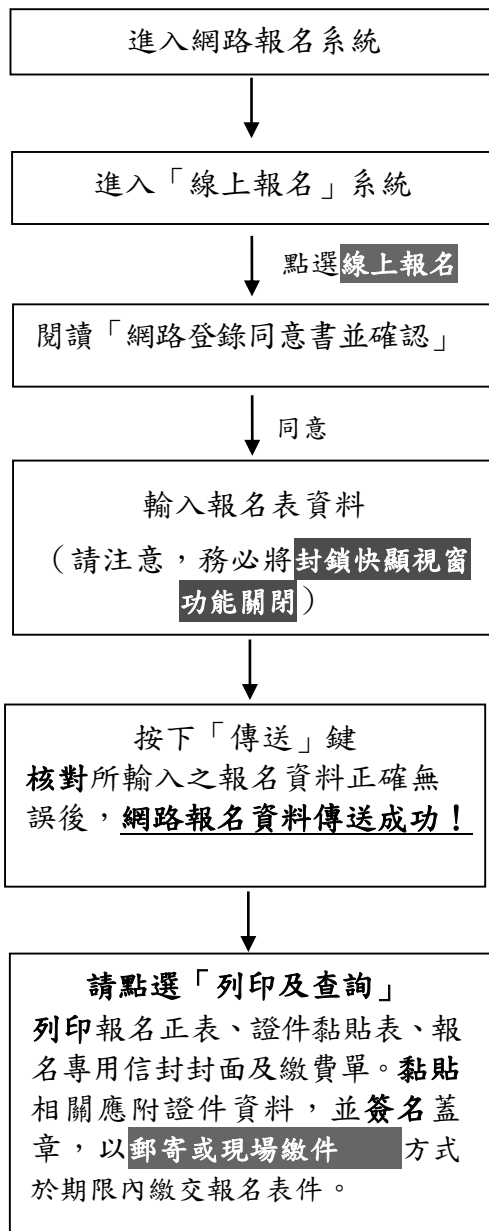 進入網路報名系統
進入「線上報名」系統
點選線上報名
閱讀「網路登錄同意書並確認」
同意
輸入報名表資料
（請注意，務必將封鎖快顯視窗
功能關閉）
按下「傳送」鍵
核對所輸入之報名資料正確無
誤後，網路報名資料傳送成功！
請點選「列印及查詢」
列印報名正表、證件黏貼表、報
名專用信封封面及繳費單。黏貼
相關應附證件資料，並簽名蓋
章，以郵寄或現場繳件 方式
於期限內繳交報名表件。